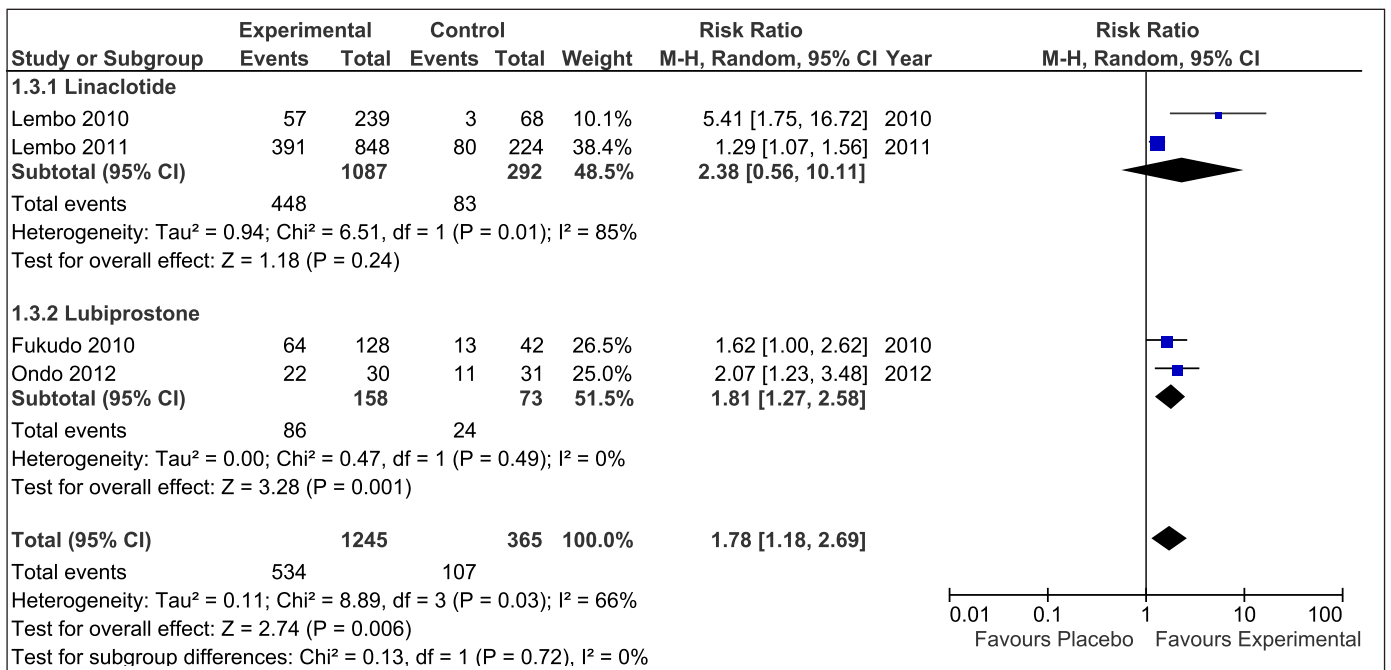 Experimental Control Risk Ratio Risk Ratio
Study or Subgroup Events Total Events Total Weight M-H, Random, 95% CI Year M-H, Random, 95% CI
1.3.1 Linaclotide
Lembo 2010 57 239 3 68 10.1% 5.41 [1.75, 16.72] 2010
Lembo 2011 391 848 80 224 38.4% 1.29 [1.07, 1.56] 2011
Subtotal (95% CI) 1087 292 48.5% 2.38 [0.56, 10.11]
Total events 448 83
Heterogeneity: Tau² = 0.94; Chi² = 6.51, df = 1 (P = 0.01); I² = 85%
Test for overall effect: Z = 1.18 (P = 0.24)
1.3.2 Lubiprostone
Fukudo 2010 64 128 13 42 26.5% 1.62 [1.00, 2.62] 2010
Ondo 2012 22 30 11 31 25.0% 2.07 [1.23, 3.48] 2012
Subtotal (95% CI) 158 73 51.5% 1.81 [1.27, 2.58]
Total events 86 24
Heterogeneity: Tau² = 0.00; Chi² = 0.47, df = 1 (P = 0.49); I² = 0%
Test for overall effect: Z = 3.28 (P = 0.001)
Total (95% CI) 1245 365 100.0% 1.78 [1.18, 2.69]
Total events 534 107
Heterogeneity: Tau² = 0.11; Chi² = 8.89, df = 3 (P = 0.03); I² = 66%
Test for overall effect: Z = 2.74 (P = 0.006)
Test for subgroup differences: Chi² = 0.13, df = 1 (P = 0.72), I² = 0%
0.01 0.1 1 10 100
Favours Placebo Favours Experimental